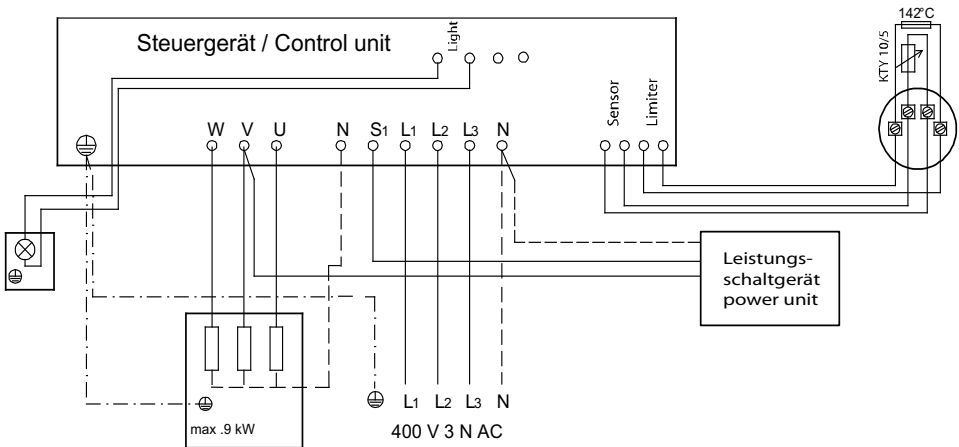 142°C
KTY 10/5
Steuergerät / Control unit
Light
Sensor
Limiter
W V U N S1 L1 L2 L3 N
Leistungs-
schaltgerät
power unit
max .9 kW
L1 L2 L3 N
400 V 3 N AC